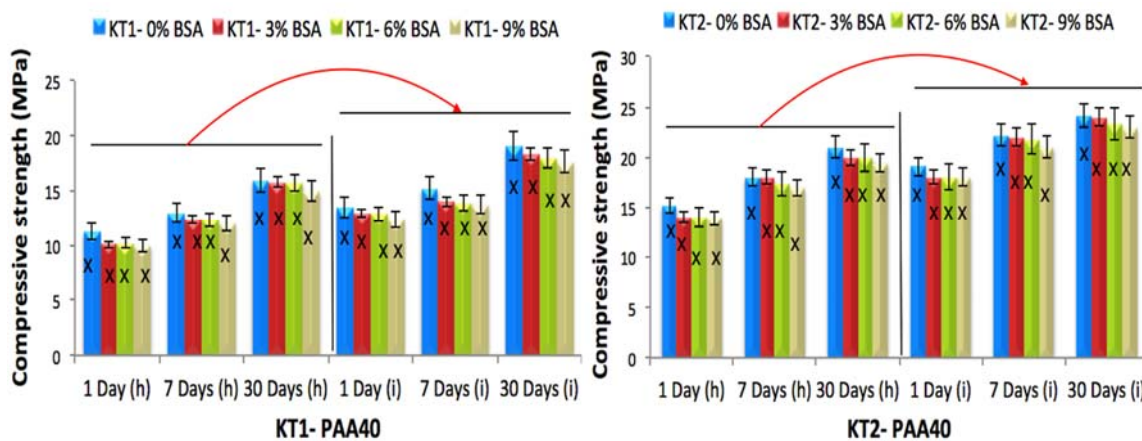 KT1- 0% BSA KT1- 3% BSA KT1- 6% BSA KT1- 9% BSA
Compressive strength (MPa)
25
20
15
10
5
0
X X X X X X X X X X X X X X X X X X X X X X X X
1 Day (h) 7 Days (h) 30 Days (h) 1 Day (i) 7 Days (i) 30 Days (i)
KT1- PAA40
KT2- 0% BSA KT2- 3% BSA KT2- 6% BSA KT2- 9% BSA
Compressive strength (MPa)
30
25
20
15
10
5
0
X X X X X X X X X X X X X X X X X X X X X X X X
1 Day (h) 7 Days (h) 30 Days (h) 1 Day (i) 7 Days (i) 30 Days (i)
KT2- PAA40